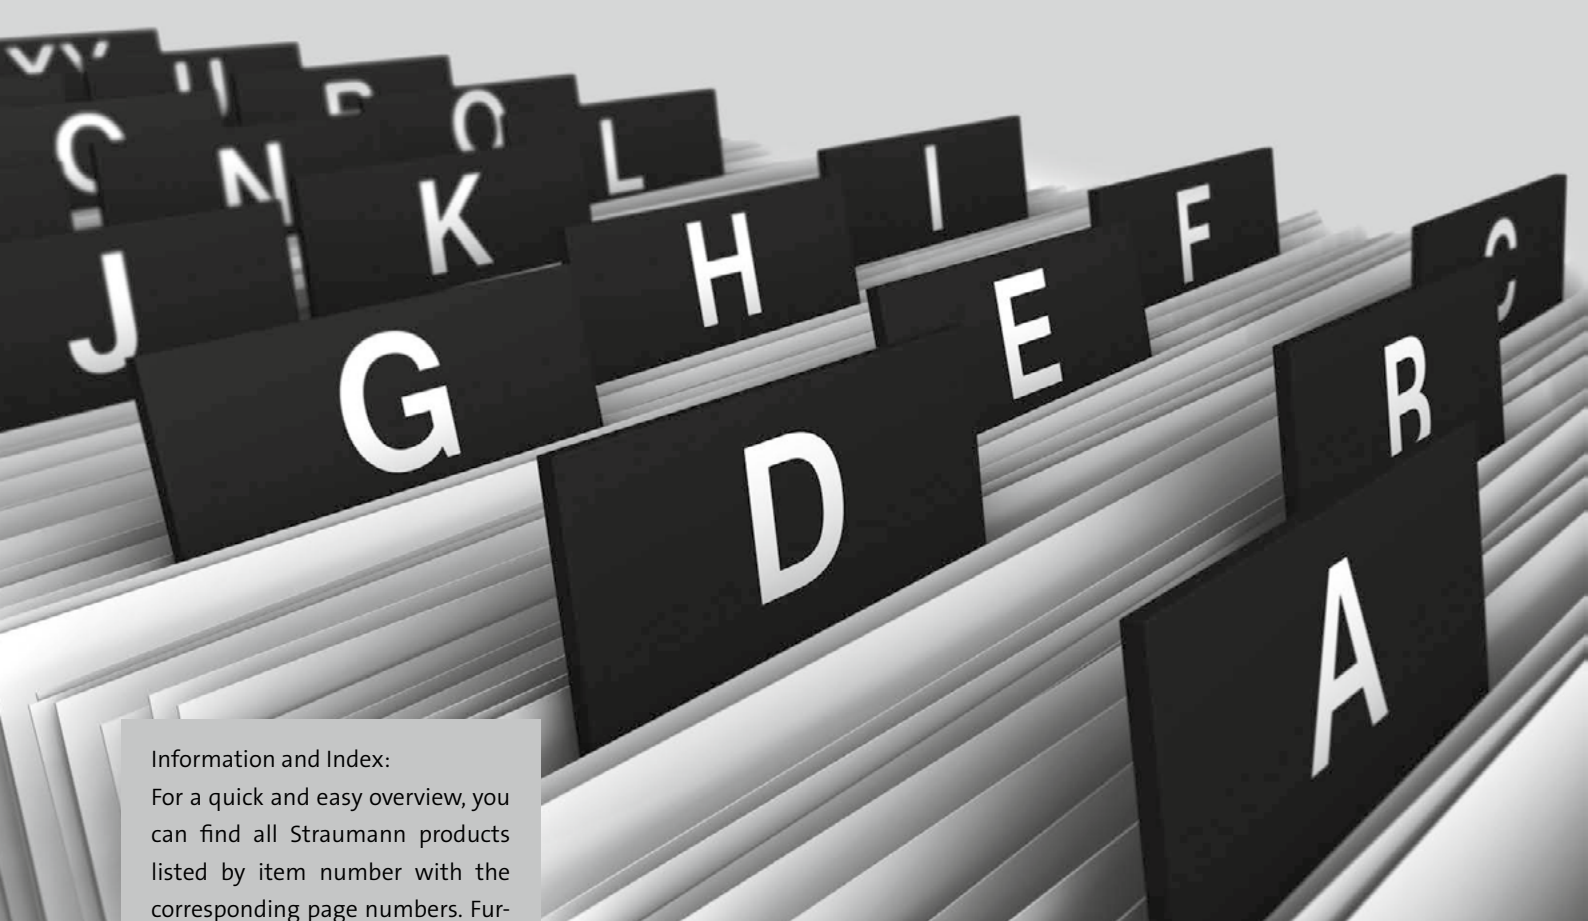 L
I
K
H
F
C
J
N
O
G
E
B
D
A
Information and Index:
For a quick and easy overview, you
can find all Straumann products
listed by item number with the
corresponding page numbers. Fur-